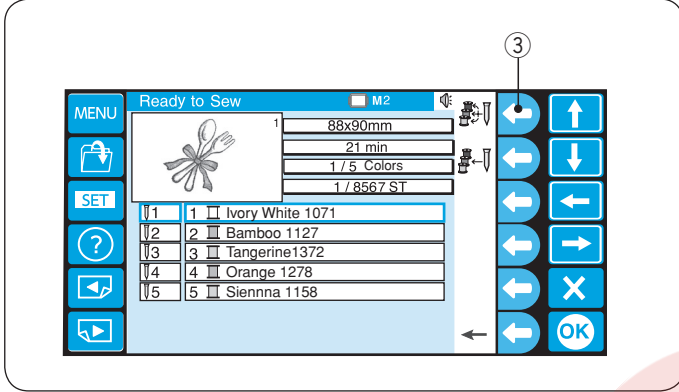 ③
MENU
Ready to Sew
M2
1
88x90mm
21 min
1 / 5 Colors
1 / 8567 ST
SET
1 1 Ivory White 1071
2 2 Bamboo 1127
?
3 3 Tangerine1372
4 4 Orange 1278
5 5 Siennna 1158
OK